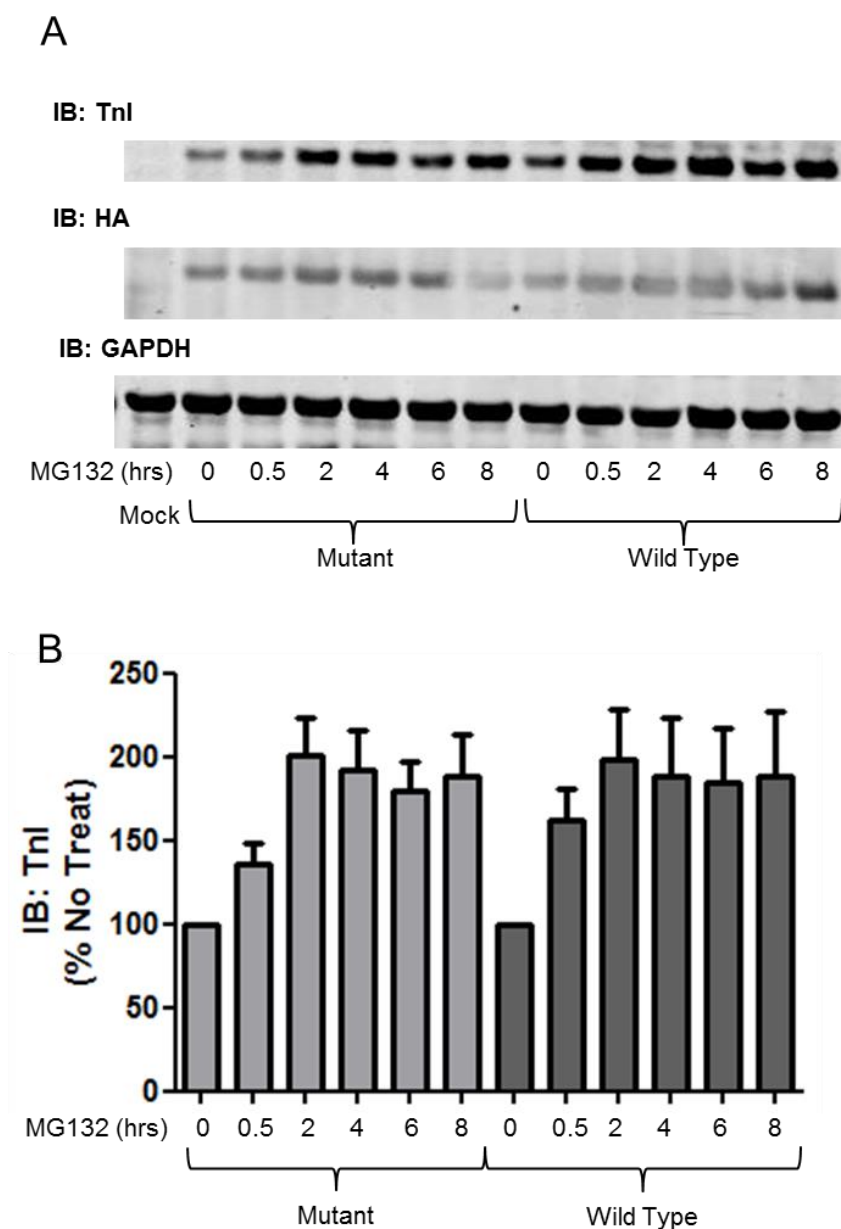 A
IB: TnI
IB: HA
IB: GAPDH
MG132 (hrs) 0 0.5 2 4 6 8 0 0.5 2 4 6 8
Mock
Mutant Wild Type
B
250
200
150
100
50
0
IB: TnI
(% No Treat)
MG132 (hrs) 0 0.5 2 4 6 8 0 0.5 2 4 6 8
Mutant Wild Type